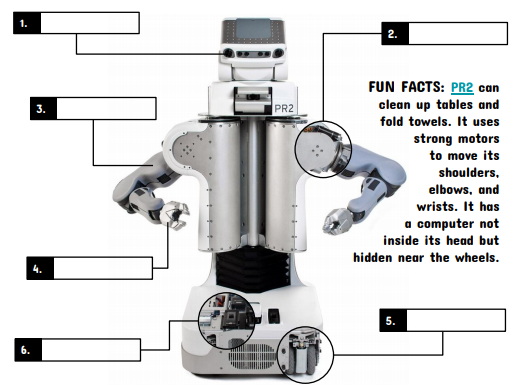 1.
2.
3.
PR2
FUN FACTS: PR2 can
clean up tables and
fold towels. It uses
strong motors
to move its
shoulders,
elbows, and
wrists. It has
a computer not
inside its head but
hidden near the wheels.
4.
5.
6.